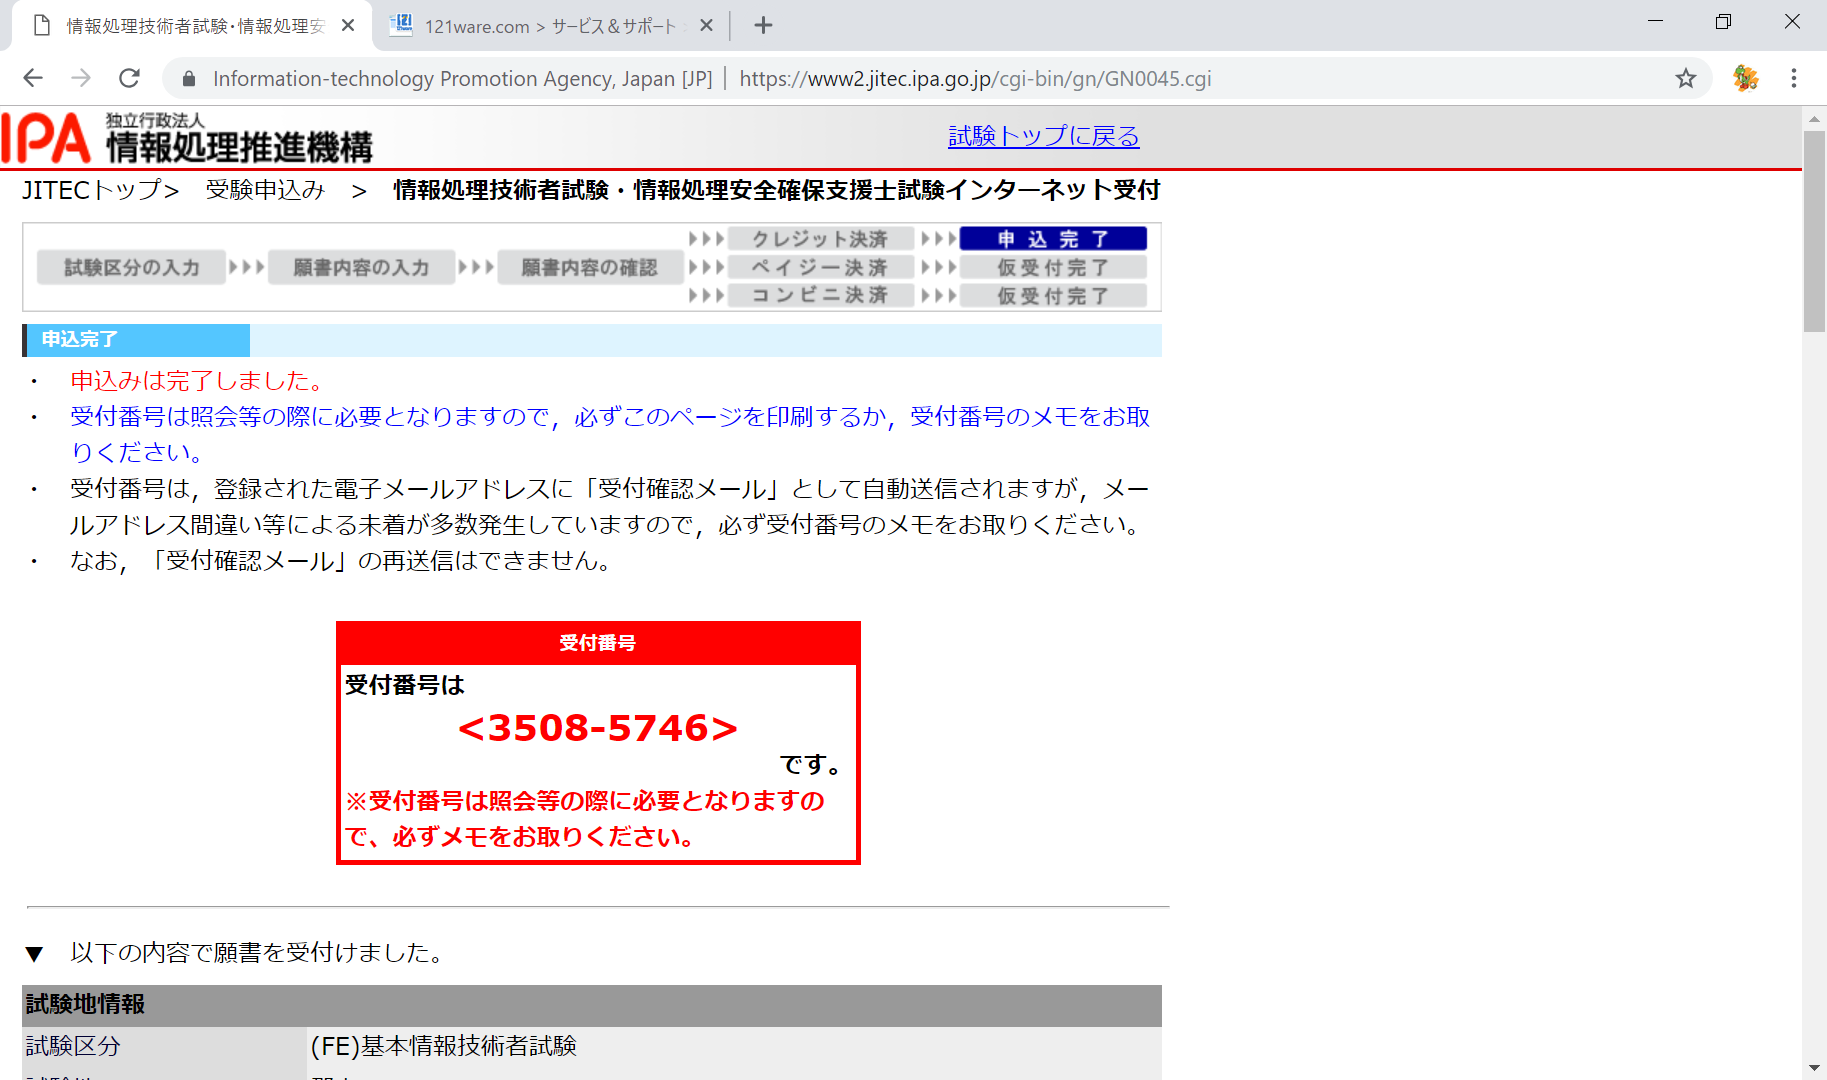 情報処理技術者試験・情報処理安
121ware.com > サービス＆サポート
Information-technology Promotion Agency, Japan [JP] | https://www2.jitec.ipa.go.jp/cgi-bin/gn/GN0045.cgi
IPA 独立行政法人
情報処理推進機構
試験トップに戻る
JITECトップ> 受験申込み > 情報処理技術者試験・情報処理安全確保支援士試験インターネット受付
クレジット決済 申込完了
試験区分の入力 願書内容の入力 願書内容の確認 ペイジー決済 仮受付完了
コンビニ決済 仮受付完了
申込完了
・ 申込みは完了しました。
・ 受付番号は照会等の際に必要となりますので，必ずこのページを印刷するか，受付番号のメモをお取
りください。
・ 受付番号は，登録された電子メールアドレスに「受付確認メール」として自動送信されますが，メー
ルアドレス間違い等による未着が多数発生していますので，必ず受付番号のメモをお取りください。
・ なお，「受付確認メール」の再送信はできません。
受付番号
受付番号は
<3508-5746>
です。
※受付番号は照会等の際に必要となりますの
で、必ずメモをお取りください。
▼ 以下の内容で願書を受付けました。
試験地情報
試験区分 (FE)基本情報技術者試験